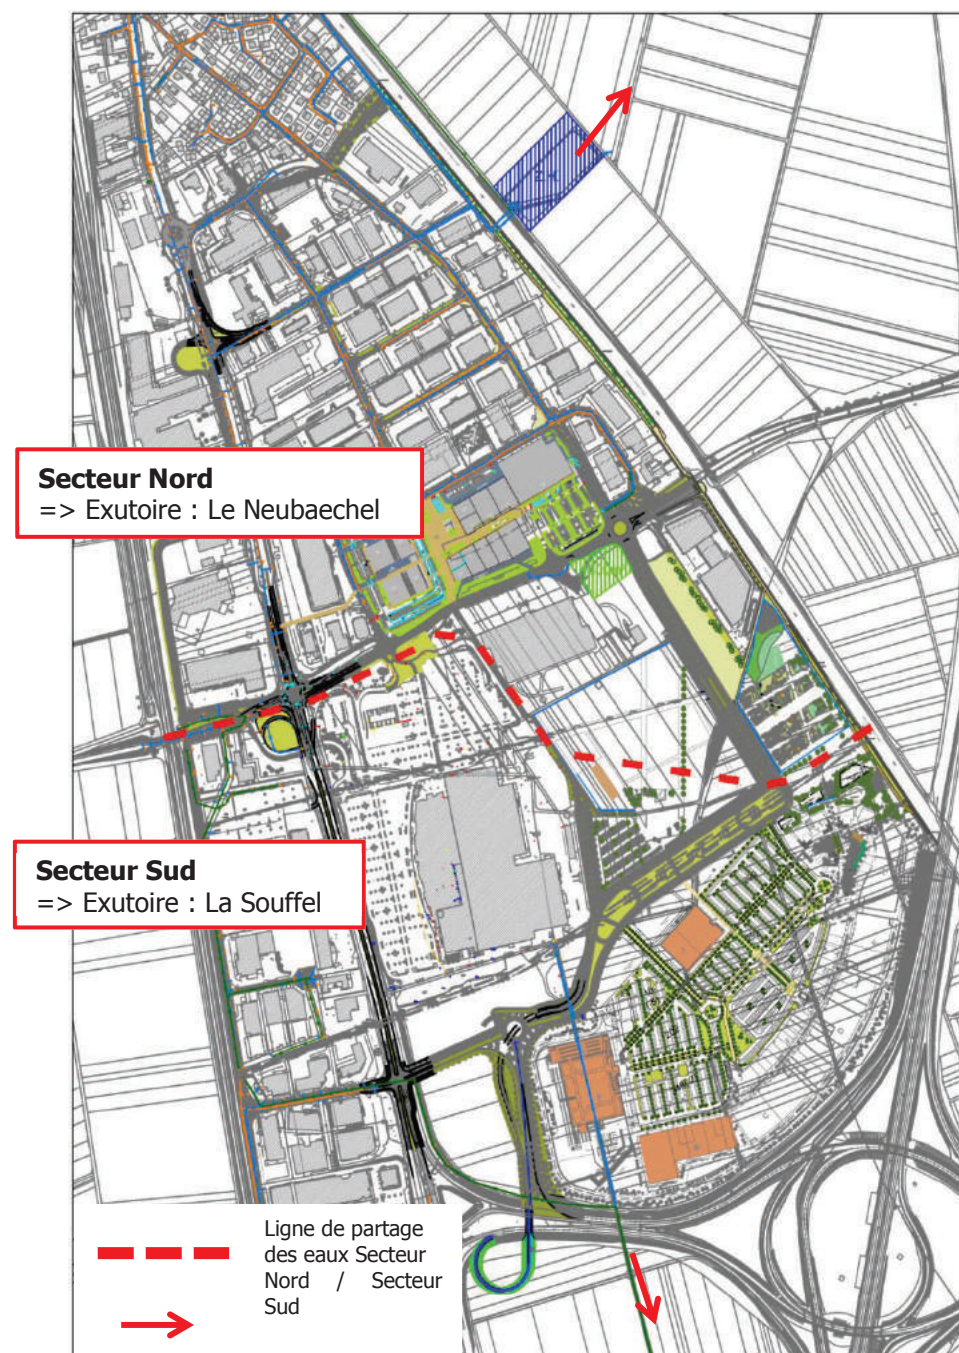 Secteur Nord
=> Exutoire : Le Neubaechel
Secteur Sud
=> Exutoire : La Souffel
Ligne de partage
des eaux Secteur
Nord / Secteur
Sud